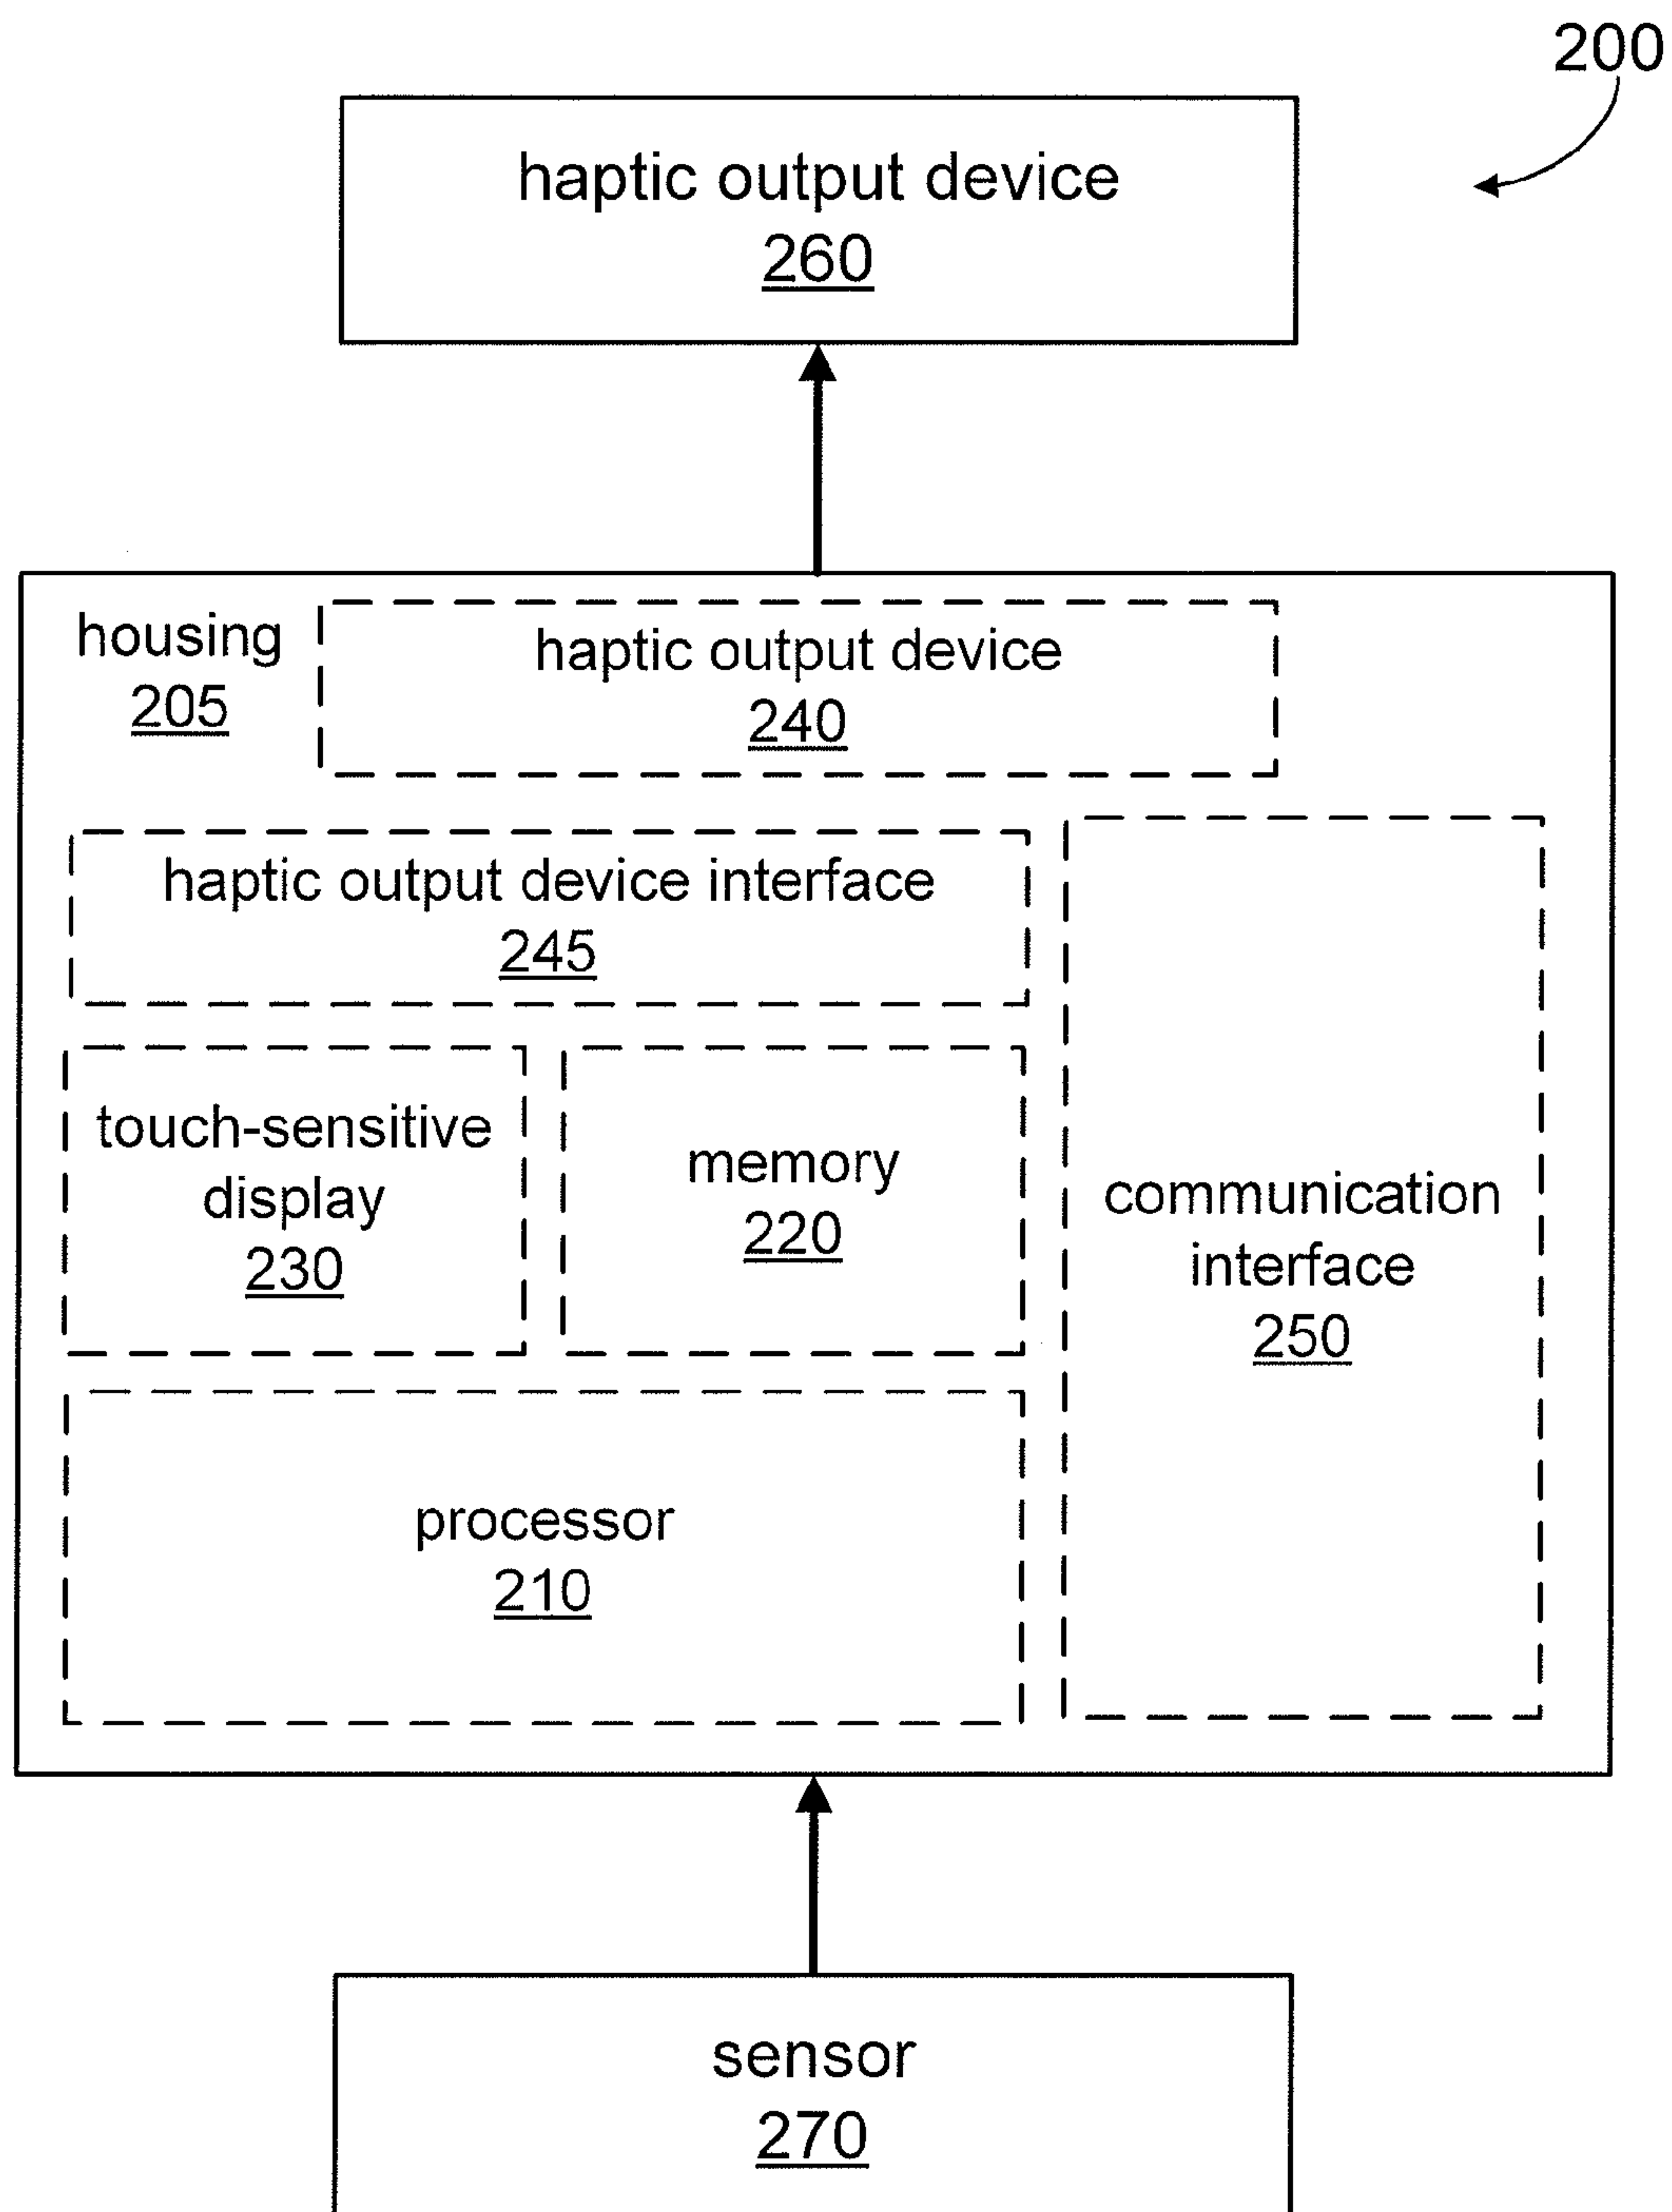 200
haptic output device
260
housing
205
haptic output device
240
haptic output device interface
245
touch-sensitive
display
230
memory
220
communication
interface
250
processor
210
sensor
270